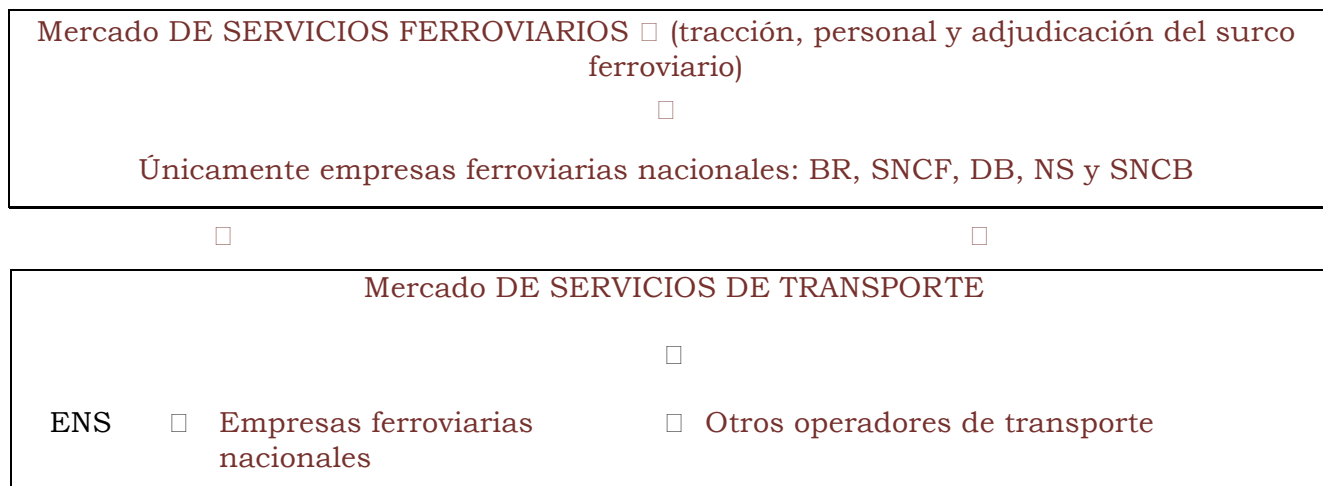 Mercado DE SERVICIOS FERROVIARIOS □ (tracción, personal y adjudicación del surco
ferroviario)
□
Únicamente empresas ferroviarias nacionales: BR, SNCF, DB, NS y SNCB
□ □
Mercado DE SERVICIOS DE TRANSPORTE
□
ENS □ Empresas ferroviarias □ Otros operadores de transporte
nacionales